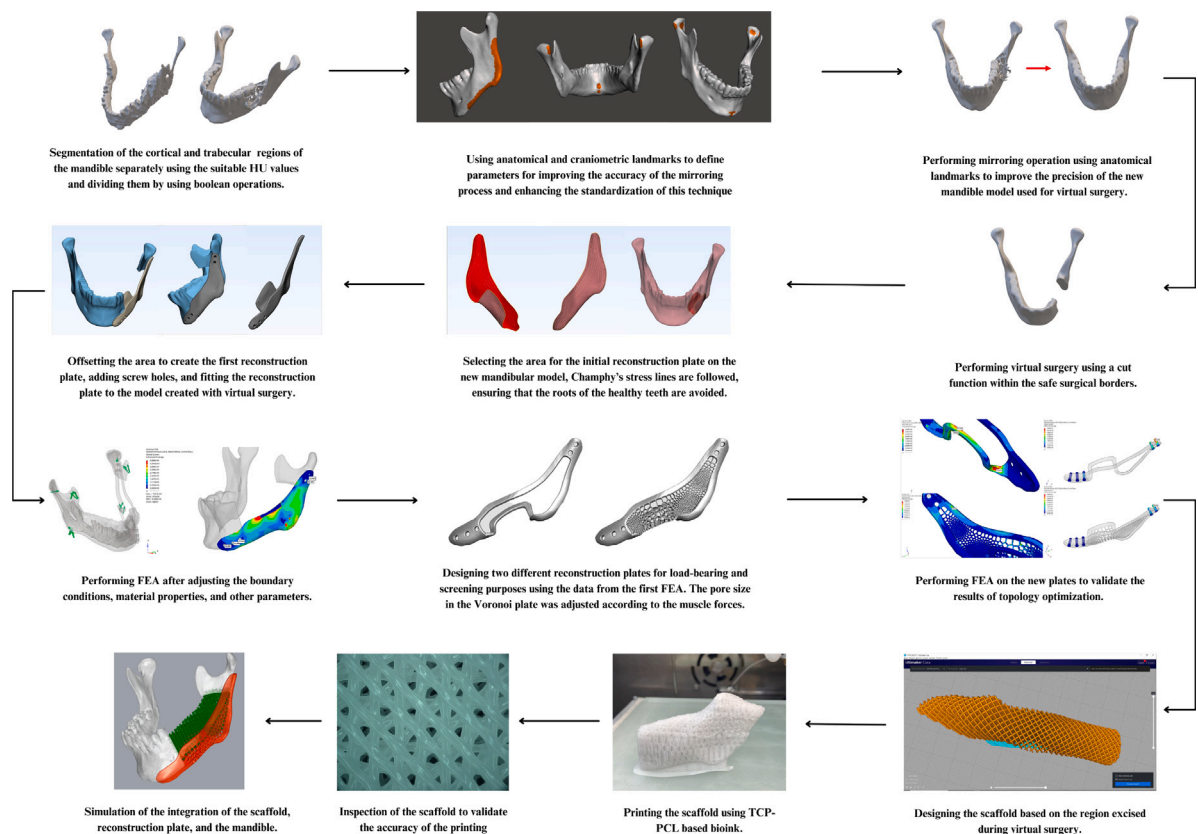 Segmentation of the cortical and trabecular regions of
the mandible separately using the suitable HU values
and dividing them by using boolean operations.
Using anatomical and craniometric landmarks to define
parameters for improving the accuracy of the mirroring
process and enhancing the standardization of this technique
Performing mirroring operation using anatomical
landmarks to improve the precision of the new
mandible model used for virtual surgery.
Performing virtual surgery using a cut
function within the safe surgical borders.
Selecting the area for the initial reconstruction plate on the
new mandibular model, Champhy's stress lines are followed,
ensuring that the roots of the healthy teeth are avoided.
Offsetting the area to create the first reconstruction
plate, adding screw holes, and fitting the reconstruction
plate to the model created with virtual surgery.
Performing FEA after adjusting the boundary
conditions, material properties, and other parameters.
Designing two different reconstruction plates for load-bearing and
screening purposes using the data from the first FEA. The pore size
in the Voronoi plate was adjusted according to the muscle forces.
Performing FEA on the new plates to validate the
results of topology optimization.
Designing the scaffold based on the region excised
during virtual surgery.
Printing the scaffold using TCP-
PCL based bioink.
Inspection of the scaffold to validate
the accuracy of the printing
Simulation of the integration of the scaffold,
reconstruction plate, and the mandible.